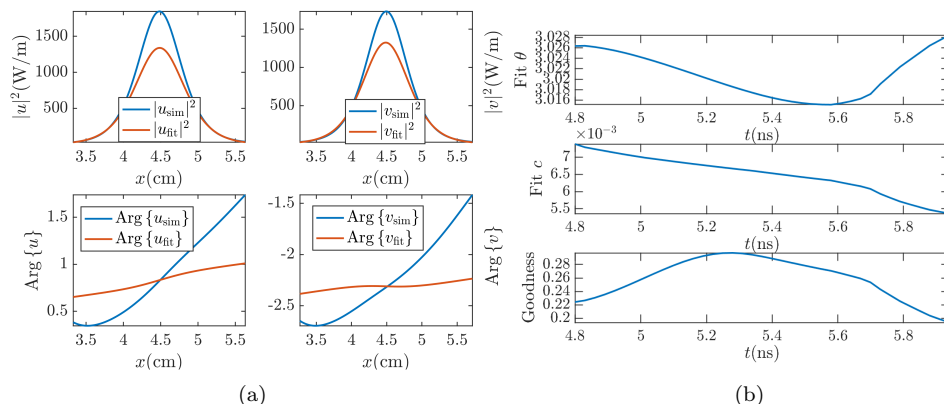 |u|²(W/m)
1500
1000
500
|u_sim|²
|u_fit|²
3.5 4 4.5 5 5.5
x(cm)
|v|²(W/m)
1500
1000
500
|v_sim|²
|v_fit|²
3.5 4 4.5 5 5.5
x(cm)
Arg {u}
1.5
1
0.5
Arg {u_sim}
Arg {u_fit}
3.5 4 4.5 5 5.5
x(cm)
Arg {v}
-1.5
-2
-2.5
Arg {v_sim}
Arg {v_fit}
3.5 4 4.5 5 5.5
x(cm)
(a)
Fit θ
3.028
3.026
3.024
3.022
3.02
3.018
3.016
4.8 5 5.2 5.4 5.6 5.8
t(ns)
×10⁻³
Fit c
7
6.5
6
5.5
4.8 5 5.2 5.4 5.6 5.8
t(ns)
Goodness
0.28
0.26
0.24
0.22
0.2
4.8 5 5.2 5.4 5.6 5.8
t(ns)
(b)